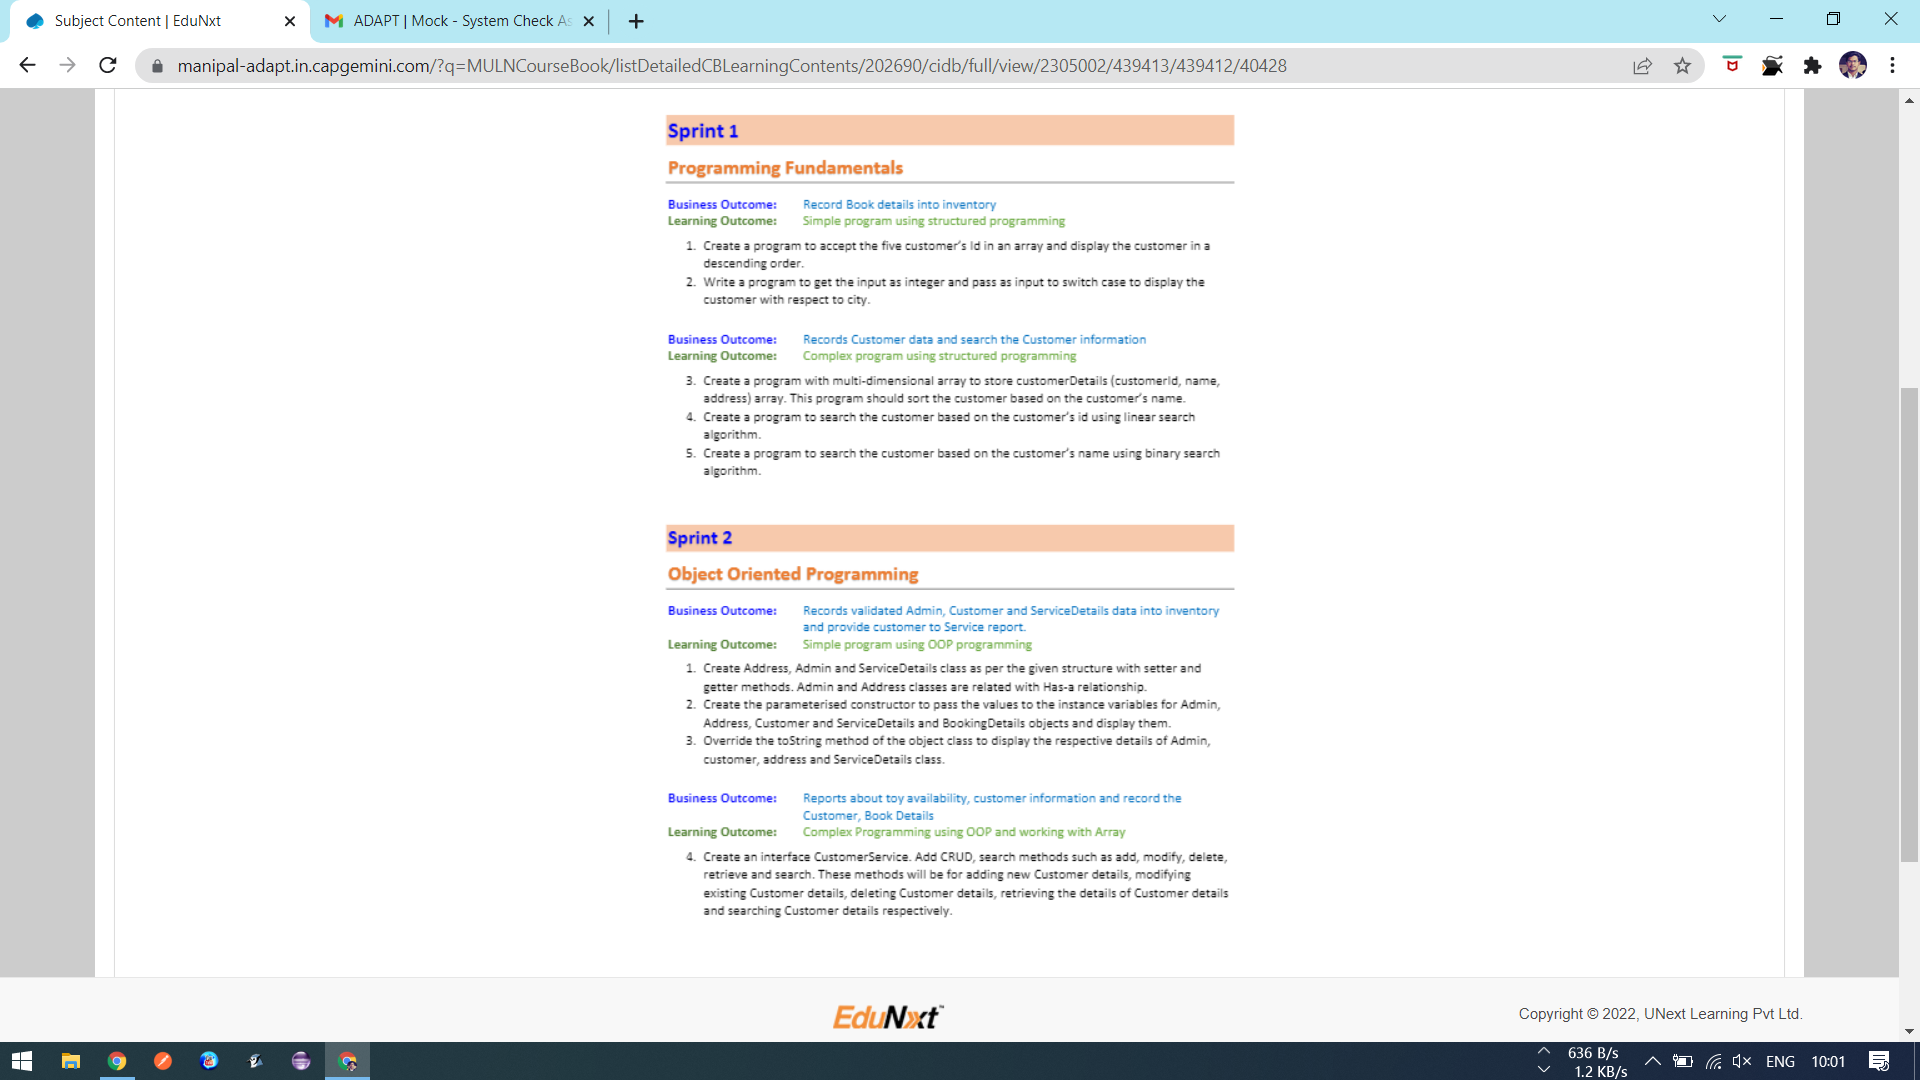 Subject Content | EduNxt
ADAPT | Mock - System Check As
manipal-adapt.in.capgemini.com/?q=MULNCourseBook/listDetailedCBLearningContents/202690/cidb/full/view/2305002/439413/439412/40428
Sprint 1
Programming Fundamentals
Business Outcome: Record Book details into inventory
Learning Outcome: Simple program using structured programming
1. Create a program to accept the five customer's Id in an array and display the customer in a
descending order.
2. Write a program to get the input as integer and pass as input to switch case to display the
customer with respect to city.
Business Outcome: Records Customer data and search the Customer information
Learning Outcome: Complex program using structured programming
3. Create a program with multi-dimensional array to store customerDetails (customerId, name,
address) array. This program should sort the customer based on the customer's name.
4. Create a program to search the customer based on the customer's id using linear search
algorithm.
5. Create a program to search the customer based on the customer's name using binary search
algorithm.
Sprint 2
Object Oriented Programming
Business Outcome: Records validated Admin, Customer and ServiceDetails data into inventory
and provide customer to Service report.
Learning Outcome: Simple program using OOP programming
1. Create Address, Admin and ServiceDetails class as per the given structure with setter and
getter methods. Admin and Address classes are related with Has-a relationship.
2. Create the parameterised constructor to pass the values to the instance variables for Admin,
Address, Customer and ServiceDetails and BookingDetails objects and display them.
3. Override the toString method of the object class to display the respective details of Admin,
customer, address and ServiceDetails class.
Business Outcome: Reports about toy availability, customer information and record the
Customer, Book Details
Learning Outcome: Complex Programming using OOP and working with Array
4. Create an interface CustomerService. Add CRUD, search methods such as add, modify, delete,
retrieve and search. These methods will be for adding new Customer details, modifying
existing Customer details, deleting Customer details, retrieving the details of Customer details
and searching Customer details respectively.
EduNxt
Copyright © 2022, UNext Learning Pvt Ltd.
636 B/s
1.2 KB/s
ENG
10:01